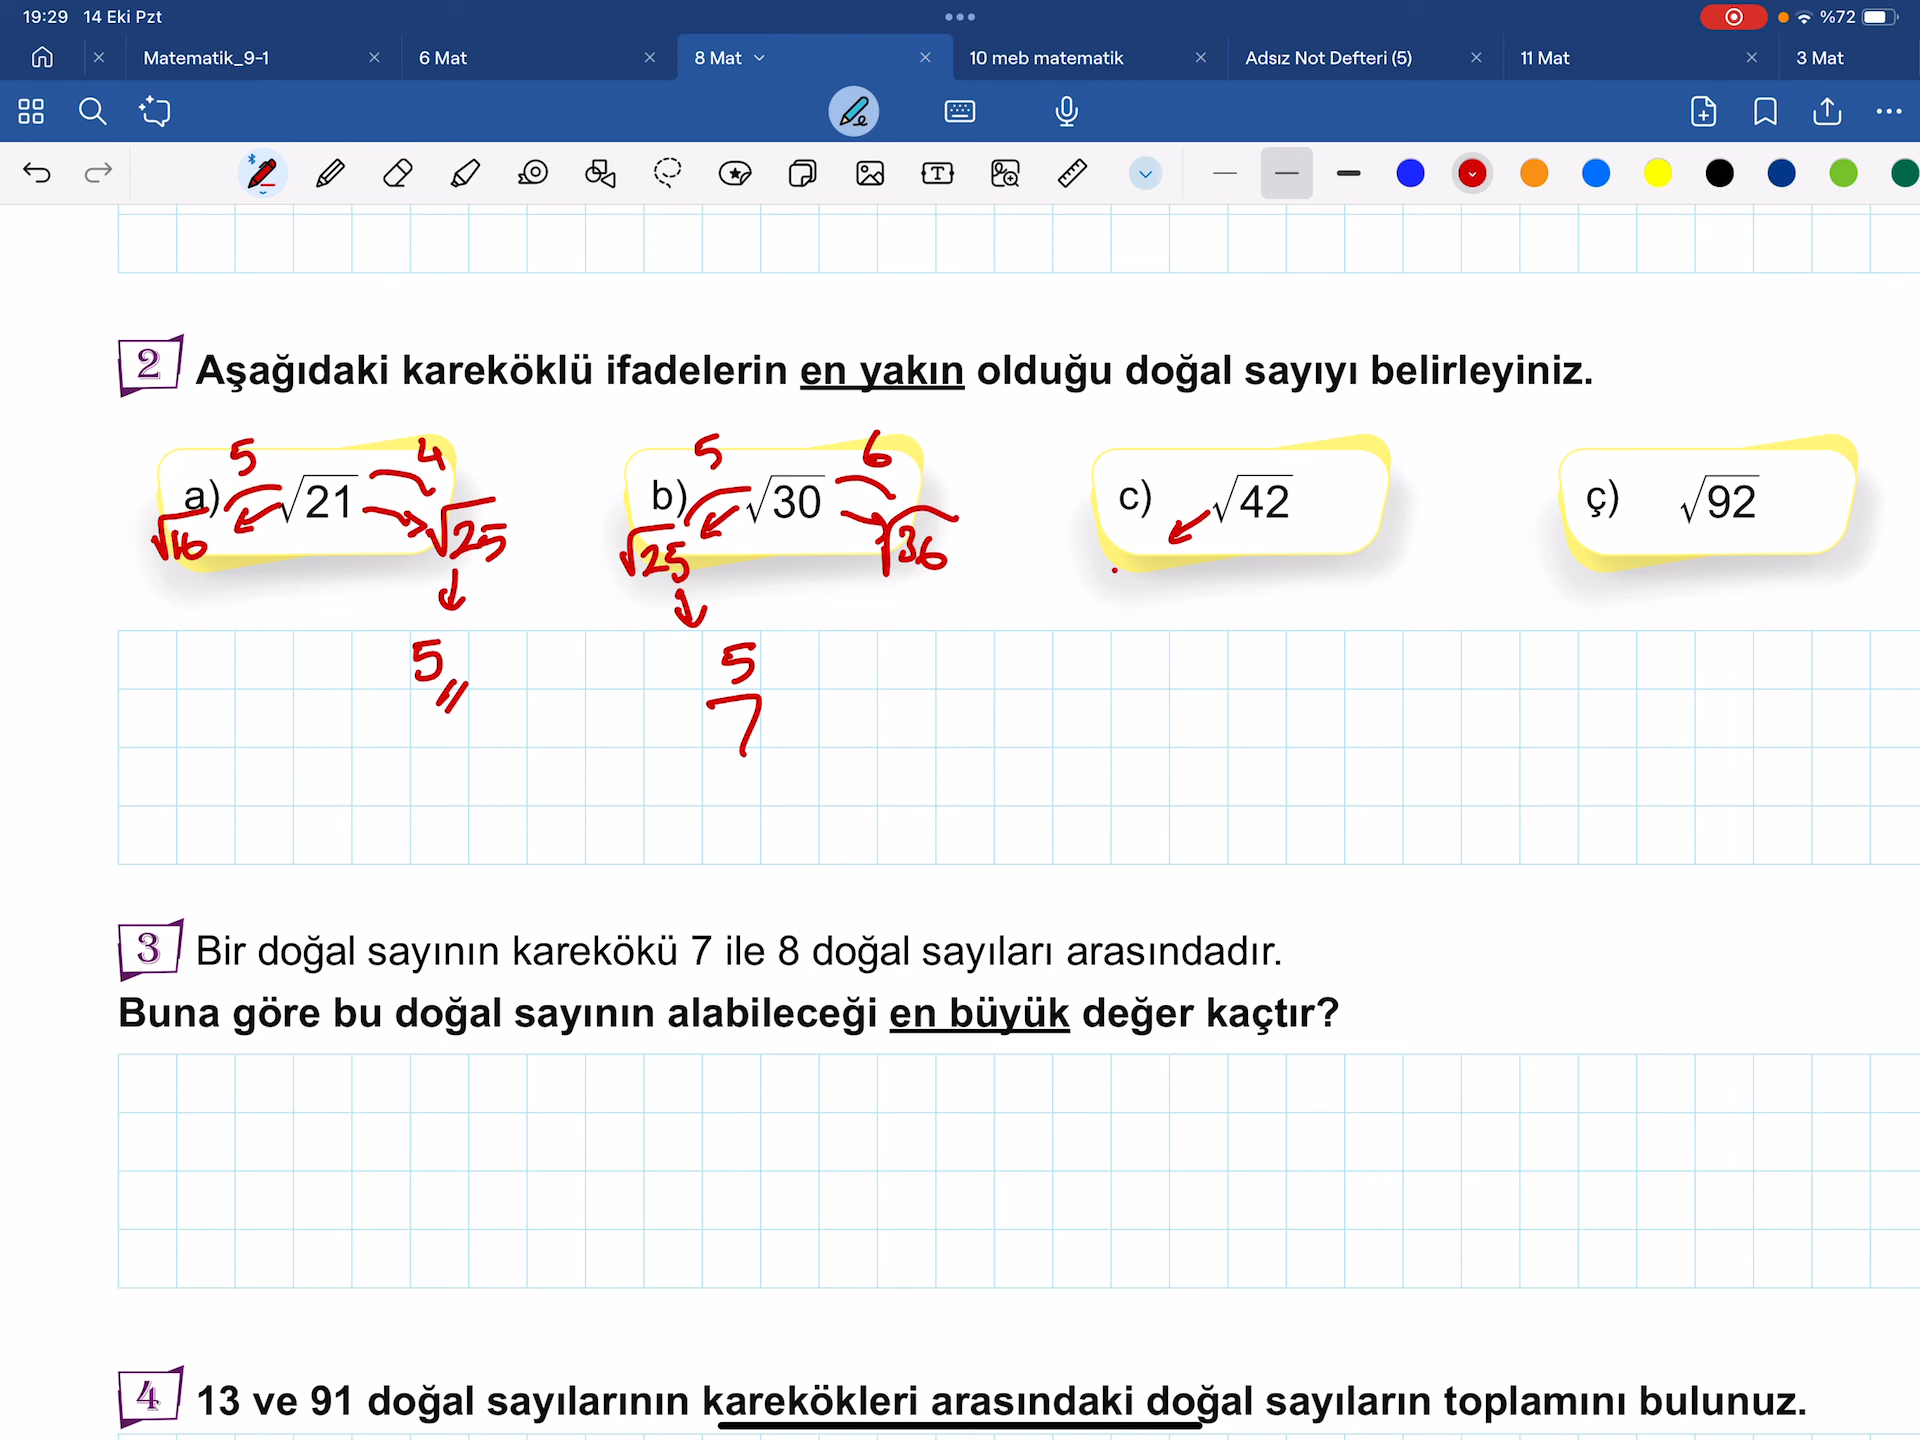 19:29 14 Eki Pzt
%72
Matematik_9-1
6 Mat
8 Mat
10 meb matematik
Adsız Not Defteri (5)
11 Mat
3 Mat
2 Aşağıdaki kareköklü ifadelerin en yakın olduğu doğal sayıyı belirleyiniz.
5 4
a) √21
√16 √25
5
5 6
b) √30
√25 √36
5
c) √42
ç) √92
3 Bir doğal sayının karekökü 7 ile 8 doğal sayıları arasındadır.
Buna göre bu doğal sayının alabileceği en büyük değer kaçtır?
4 13 ve 91 doğal sayılarının karekökleri arasındaki doğal sayıların toplamını bulunuz.